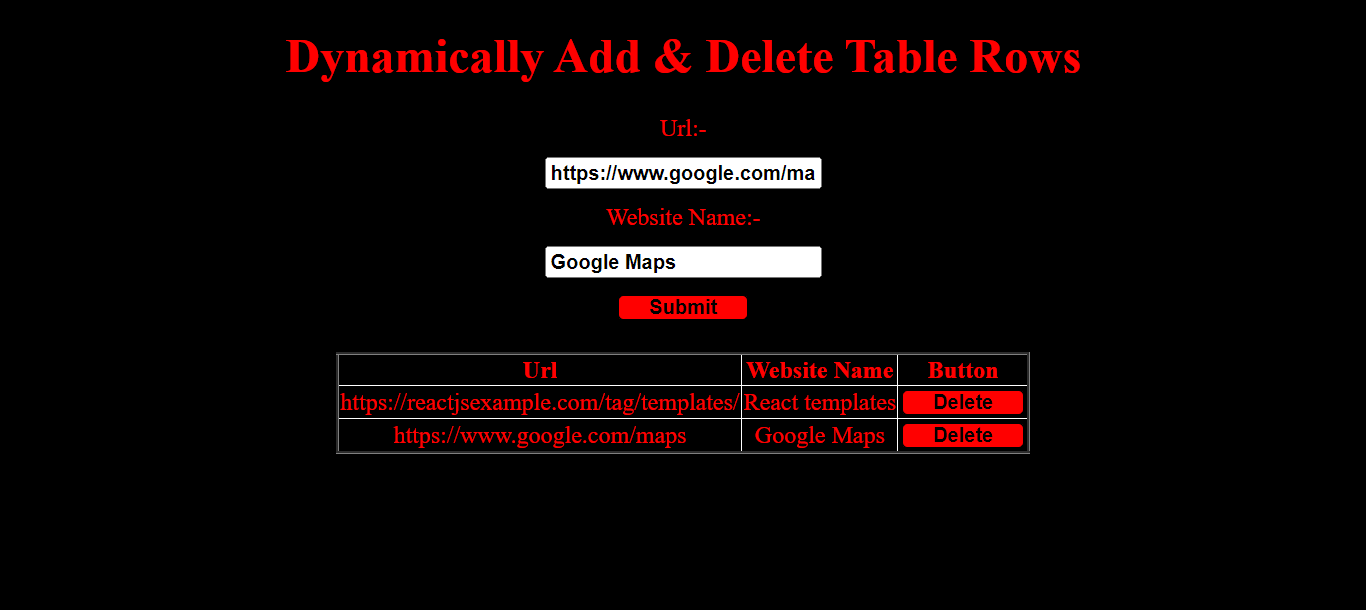 Dynamically Add & Delete Table Rows
Url:-
https://www.google.com/ma
Website Name:-
Google Maps
Submit
Url Website Name Button
https://reactjsexample.com/tag/templates/ React templates Delete
https://www.google.com/maps Google Maps Delete